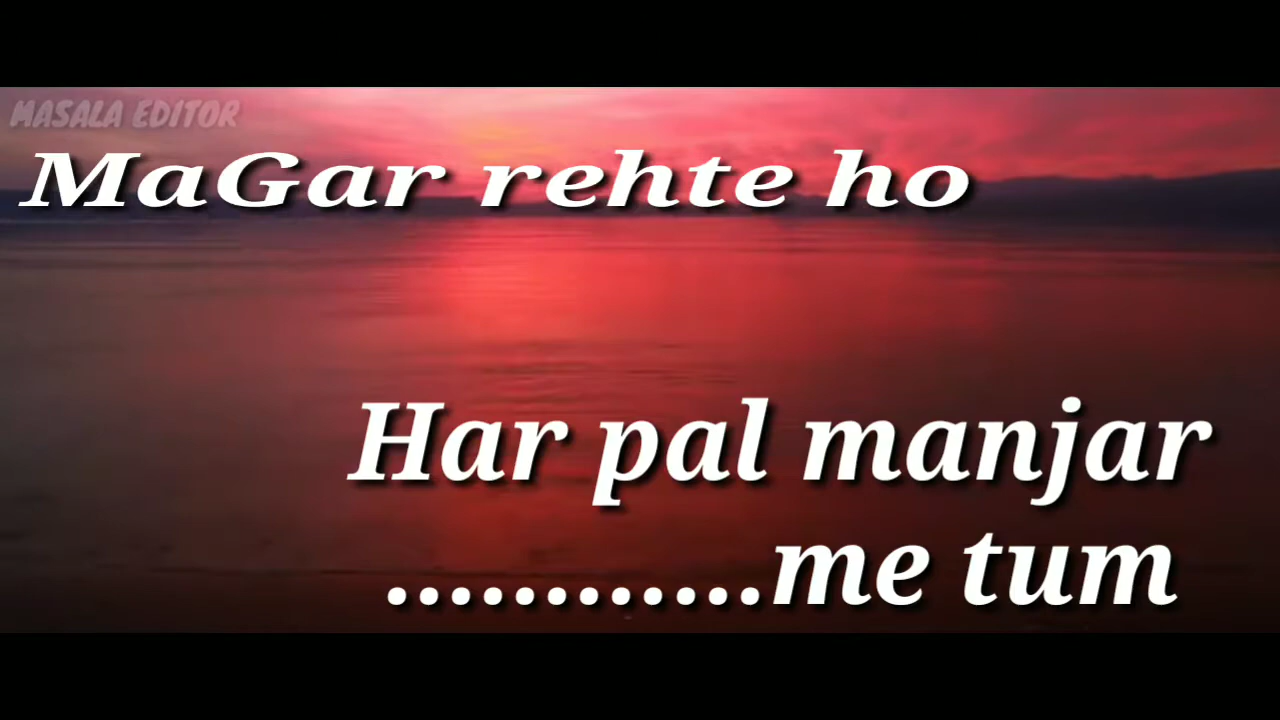 MASALA EDITOR
MaGar rehte ho
Har pal manjar
............me tum